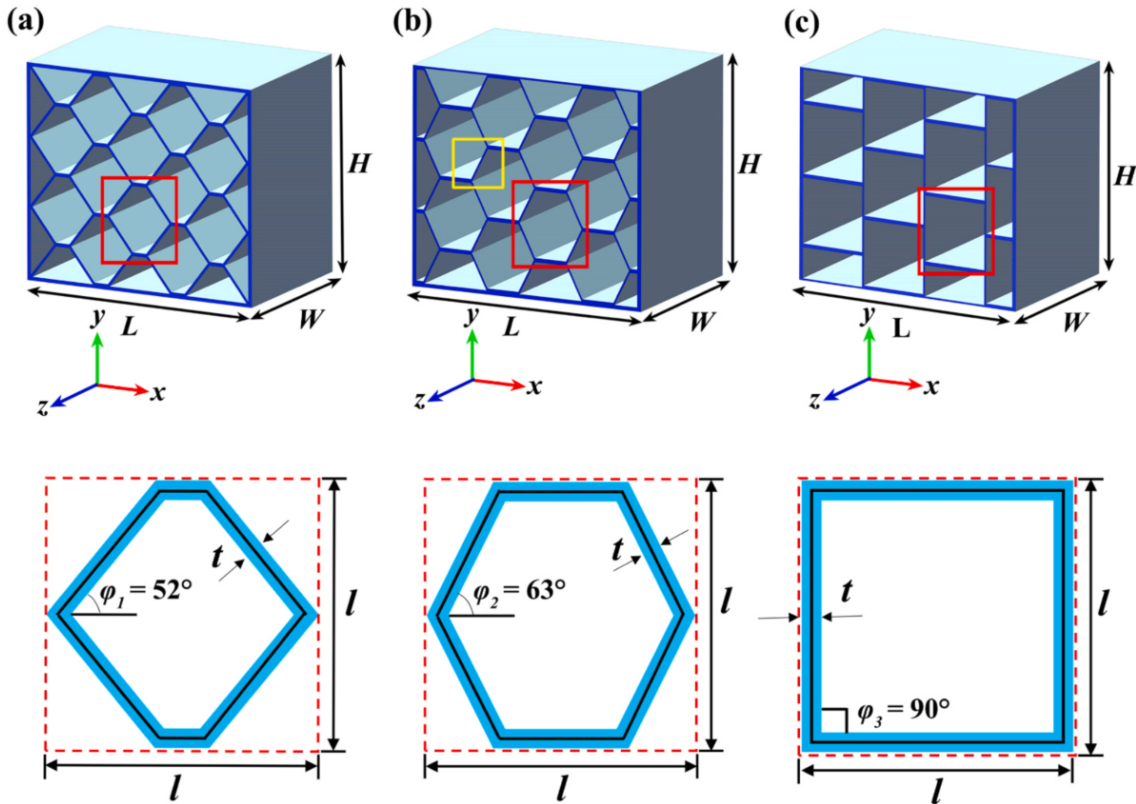 (a)
(b)
(c)
H
H
H
L
W
L
W
L
W
y
x
z
y
x
z
y
x
z
t
φ₁ = 52°
l
l
t
φ₂ = 63°
l
l
t
φ₃ = 90°
l
l